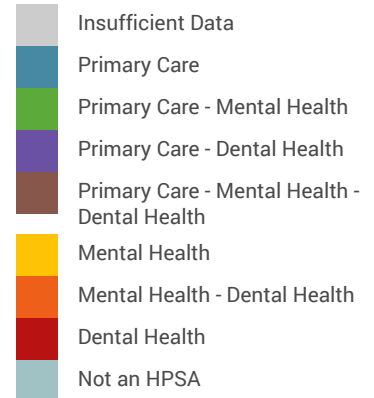 Insufficient Data
Primary Care
Primary Care - Mental Health
Primary Care - Dental Health
Primary Care - Mental Health -
Dental Health
Mental Health
Mental Health - Dental Health
Dental Health
Not an HPSA